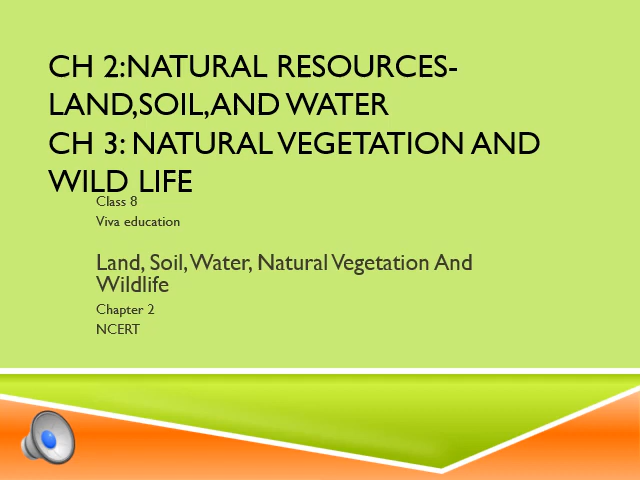 CH 2:NATURAL RESOURCES-
LAND,SOIL,AND WATER
CH 3: NATURAL VEGETATION AND
WILD LIFE
Class 8
Viva education
Land, Soil, Water, Natural Vegetation And
Wildlife
Chapter 2
NCERT